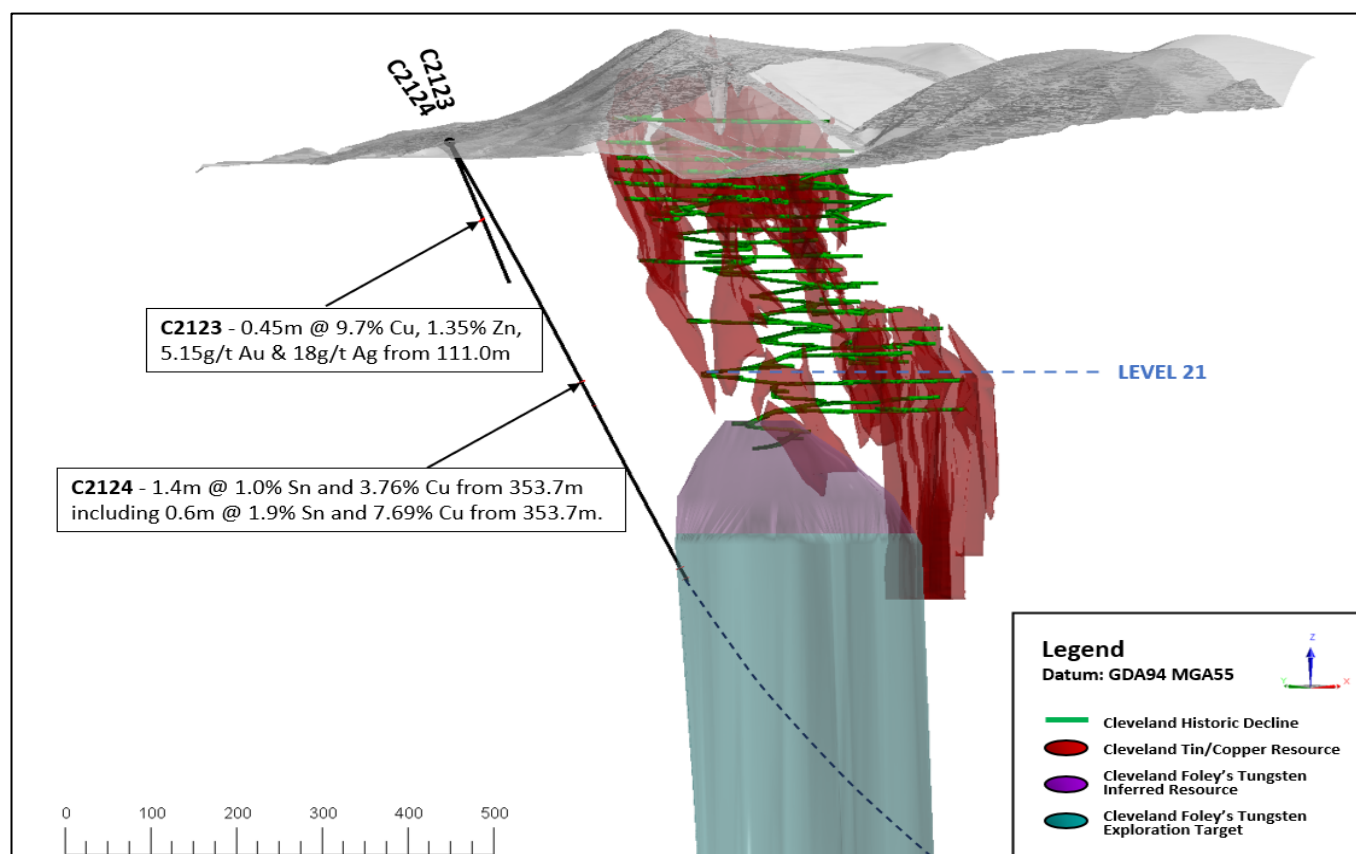 C2123
C2124
C2123 - 0.45m @ 9.7% Cu, 1.35% Zn,
5.15g/t Au & 18g/t Ag from 111.0m
LEVEL 21
C2124 - 1.4m @ 1.0% Sn and 3.76% Cu from 353.7m
including 0.6m @ 1.9% Sn and 7.69% Cu from 353.7m.
Legend
Datum: GDA94 MGA55
Z
Y
X
Cleveland Historic Decline
Cleveland Tin/Copper Resource
Cleveland Foley's Tungsten
Inferred Resource
Cleveland Foley's Tungsten
Exploration Target
0 100 200 300 400 500